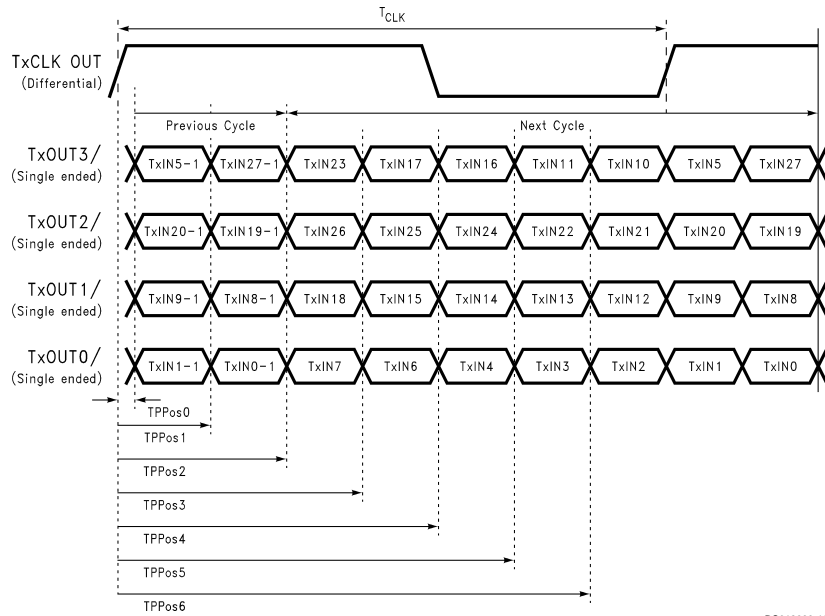 TCLK
TxCLK OUT
(Differential)
Previous Cycle
Next Cycle
TxOUT3/
(Single ended)
TxIN5-1 TxIN27-1 TxIN23 TxIN17 TxIN16 TxIN11 TxIN10 TxIN5 TxIN27
TxOUT2/
(Single ended)
TxIN20-1 TxIN19-1 TxIN26 TxIN25 TxIN24 TxIN22 TxIN21 TxIN20 TxIN19
TxOUT1/
(Single ended)
TxIN9-1 TxIN8-1 TxIN18 TxIN15 TxIN14 TxIN13 TxIN12 TxIN9 TxIN8
TxOUT0/
(Single ended)
TxIN1-1 TxIN0-1 TxIN7 TxIN6 TxIN4 TxIN3 TxIN2 TxIN1 TxIN0
TPPos0
TPPos1
TPPos2
TPPos3
TPPos4
TPPos5
TPPos6